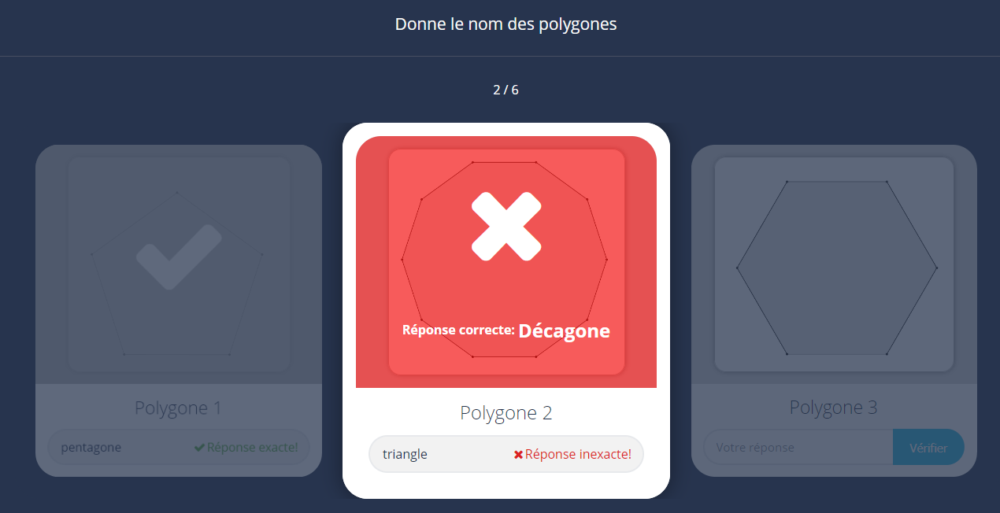 Donne le nom des polygones
2 / 6
Polygone 1
pentagone
Réponse exacte!
Réponse correcte: Décagone
Polygone 2
triangle
Réponse inexacte!
Polygone 3
Votre réponse
Vérifier